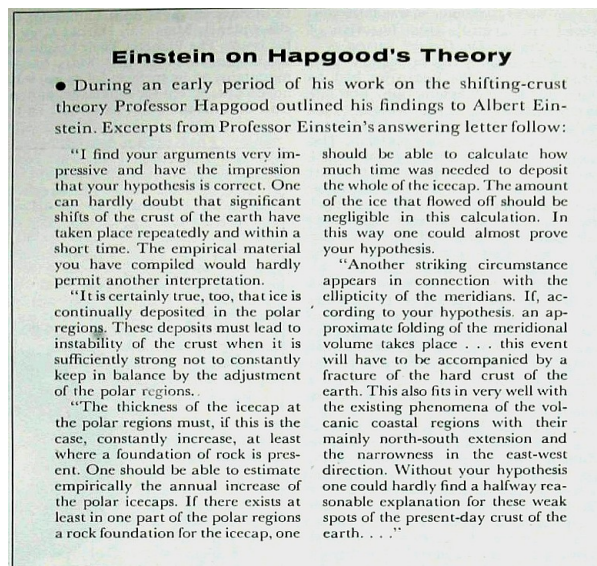 Einstein on Hapgood's Theory
● During an early period of his work on the shifting-crust
theory Professor Hapgood outlined his findings to Albert Ein-
stein. Excerpts from Professor Einstein's answering letter follow:
"I find your arguments very im-
pressive and have the impression
that your hypothesis is correct. One
can hardly doubt that significant
shifts of the crust of the earth have
taken place repeatedly and within a
short time. The empirical material
you have compiled would hardly
permit another interpretation.
"It is certainly true, too, that ice is
continually deposited in the polar
regions. These deposits must lead to
instability of the crust when it is
sufficiently strong not to constantly
keep in balance by the adjustment
of the polar regions.
"The thickness of the icecap at
the polar regions must, if this is the
case, constantly increase, at least
where a foundation of rock is pres-
ent. One should be able to estimate
empirically the annual increase of
the polar icecaps. If there exists at
least in one part of the polar regions
a rock foundation for the icecap, one
should be able to calculate how
much time was needed to deposit
the whole of the icecap. The amount
of the ice that flowed off should be
negligible in this calculation. In
this way one could almost prove
your hypothesis.
"Another striking circumstance
appears in connection with the
ellipticity of the meridians. If, ac-
cording to your hypothesis. an ap-
proximate folding of the meridional
volume takes place . . . this event
will have to be accompanied by a
fracture of the hard crust of the
earth. This also fits in very well with
the existing phenomena of the vol-
canic coastal regions with their
mainly north-south extension and
the narrowness in the east-west
direction. Without your hypothesis
one could hardly find a halfway rea-
sonable explanation for these weak
spots of the present-day crust of the
earth. . . ."